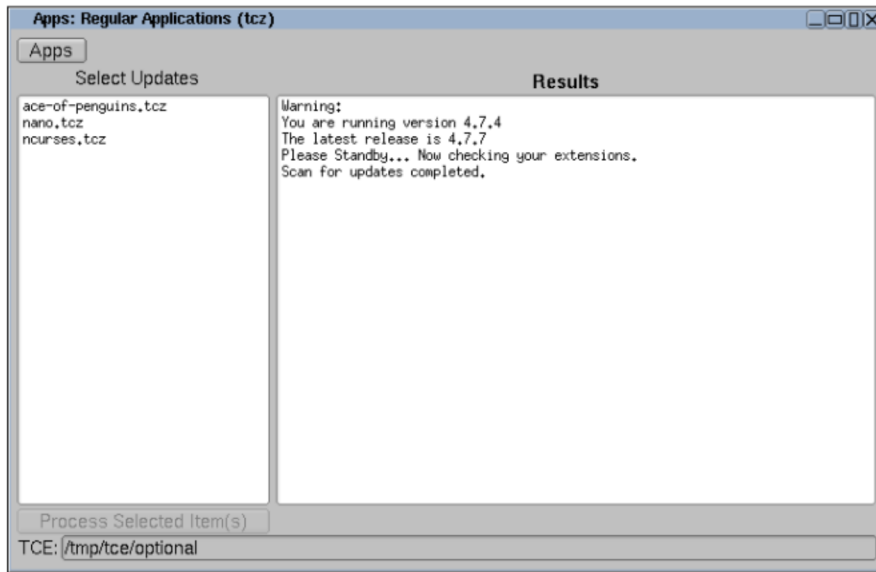 Apps: Regular Applications (tcz)
Apps
Select Updates
Results
ace-of-penguins.tcz
nano.tcz
ncurses.tcz
Warning:
You are running version 4.7.4
The latest release is 4.7.7
Please Standby... Now checking your extensions.
Scan for updates completed.
Process Selected Item(s)
TCE: /tmp/tce/optional